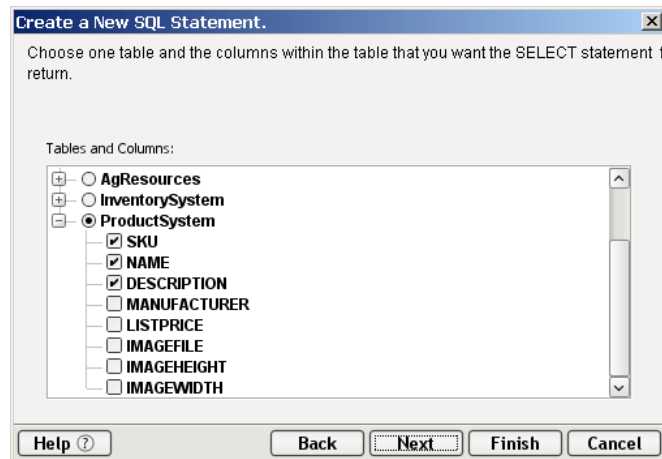 Create a New SQL Statement.
Choose one table and the columns within the table that you want the SELECT statement
return.
Tables and Columns:
AgResources
InventorySystem
ProductSystem
SKU
NAME
DESCRIPTION
MANUFACTURER
LISTPRICE
IMAGEFILE
IMAGEHEIGHT
IMAGEWIDTH
Help ? Back Next Finish Cancel